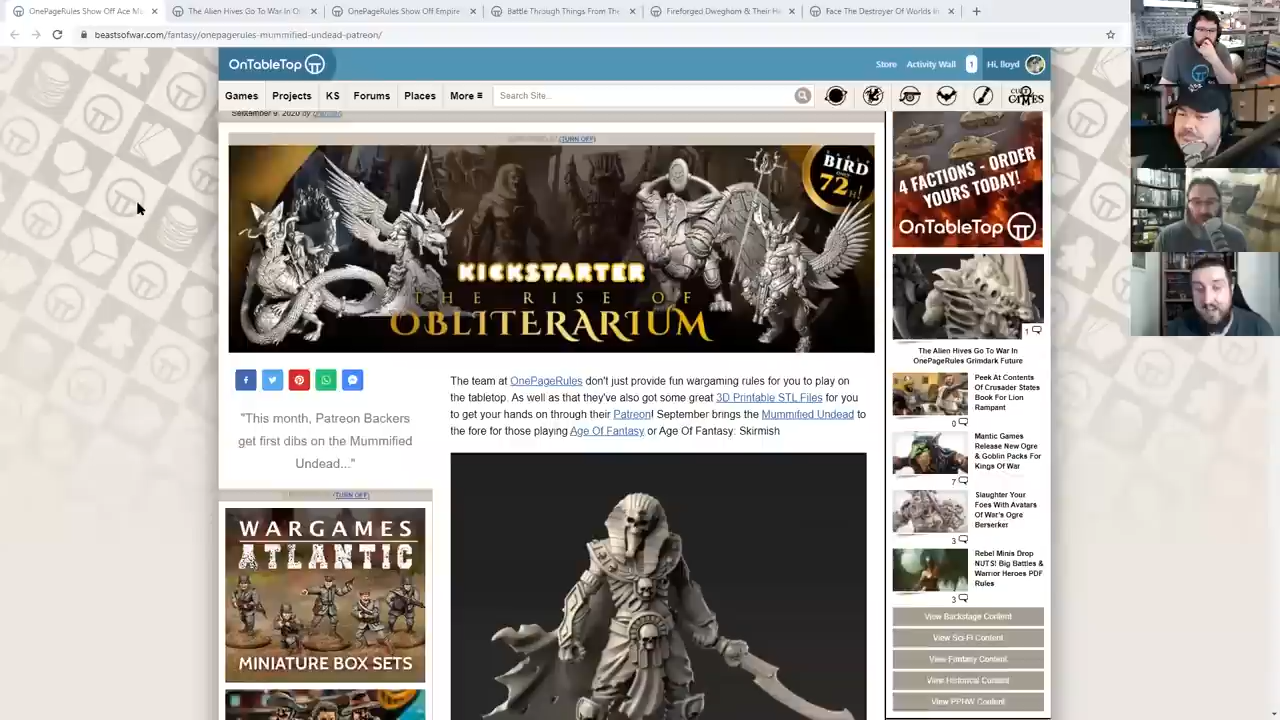 OnePageRules Show Off Ace Mu
The Alien Hives Go To War In O
OnePageRules Show Off Empire
Battle Through Things From The
Fireforged Dweghorn & Their He
Face The Destroyer Of Worlds In
beastsofwar.com/fantasy/onepagerules-mummified-undead-patreon/
OnTableTop
Store
Activity Wall
1
Hi, lloyd
Games
Projects
KS
Forums
Places
More
Search Site...
GAMES
September 9, 2020 by
(TURN OFF)
BIRD
72
KICKSTARTER
THE RISE OF
OBLITERARIUM
"This month, Patreon Backers
get first dibs on the Mummified
Undead..."
(TURN OFF)
WARGAMES
ATLANTIC
MINIATURE BOX SETS
The team at OnePageRules don't just provide fun wargaming rules for you to play on
the tabletop. As well as that they've also got some great 3D Printable STL Files for you
to get your hands on through their Patreon! September brings the Mummified Undead to
the fore for those playing Age Of Fantasy or Age Of Fantasy: Skirmish
4 FACTIONS - ORDER
YOURS TODAY!
OnTableTop
1
The Alien Hives Go To War In
OnePageRules Grimdark Future
Peek At Contents
Of Crusader States
Book For Lion
Rampant
0
Mantic Games
Release New Ogre
& Goblin Packs For
Kings Of War
7
Slaughter Your
Foes With Avatars
Of War's Ogre
Berserker
3
Rebel Minis Drop
NUTS! Big Battles &
Warrior Heroes PDF
Rules
3
View Backstage Content
View Sci-Fi Content
View Fantasy Content
View Historical Content
View PPHW Content